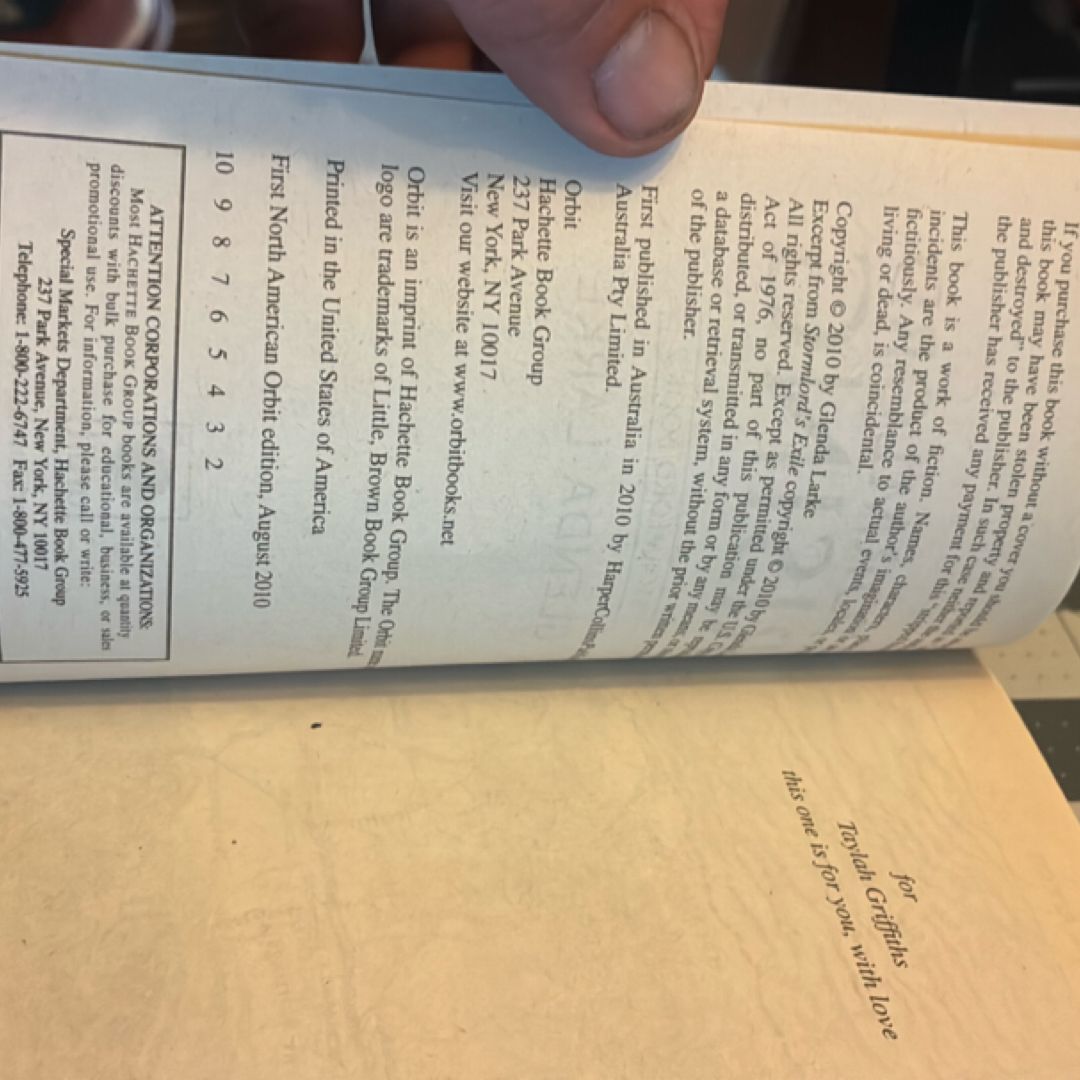 If you purchase this book without a cover you
this book may have been stolen property and
and destroyed" to the publisher. In such case
the publisher has received any payment for this
This book is a work of fiction. Names,
incidents are the product of the author's
fictitiously. Any resemblance to actual events,
living or dead, is coincidental.
Copyright © 2010 by Glenda Larke
Excerpt from Stormlord's Exile copyright © 2010 by
All rights reserved. Except as permitted under the U.S.
Act of 1976, no part of this publication may be
distributed, or transmitted in any form or by any means,
a database or retrieval system, without the prior written
of the publisher.
First published in Australia in 2010 by
Australia Pty Limited.
Orbit
Hachette Book Group
237 Park Avenue
New York, NY 10017
Visit our website at www.orbitbooks.net
Orbit is an imprint of Hachette Book Group. The Orbit
logo are trademarks of Little, Brown Book Group Limited.
Printed in the United States of America
First North American Orbit edition, August 2010
10 9 8 7 6 5 4 3 2
ATTENTION CORPORATIONS AND ORGANIZATIONS:
Most HACHETTE BOOK GROUP books are available at quantity
discounts with bulk purchase for educational, business, or sales
promotional use. For information, please call or write:
Special Markets Department, Hachette Book Group
237 Park Avenue, New York, NY 10017
Telephone: 1-800-222-6747 Fax: 1-800-477-5925
for
Taylah Griffiths
this one is for you, with love